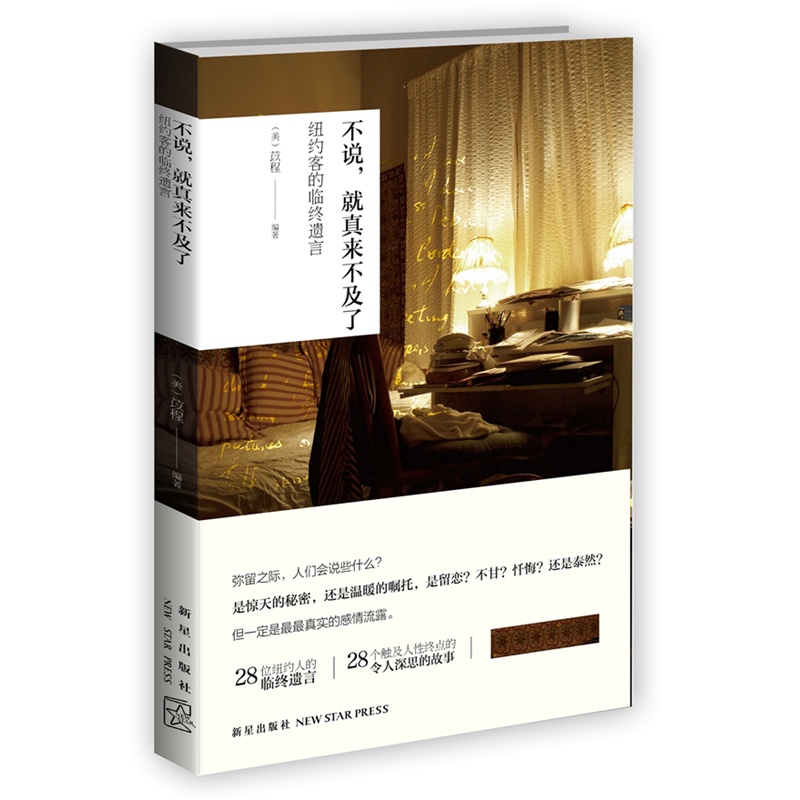 不说，就真来不及了
纽约客的临终遗言
（美）苡程 编著
弥留之际，人们会说些什么？
是惊天的秘密，还是温暖的嘱托，是留恋？不甘？忏悔？还是泰然？
但一定是最最真实的感情流露。
28位纽约人的
临终遗言
28个触及人性终点的
令人深思的故事
新星出版社 NEW STAR PRESS
不说，就真来不及了
纽约客的临终遗言
（美）苡程 编著
新星出版社
NEW STAR PRESS
NEW STAR
pictures